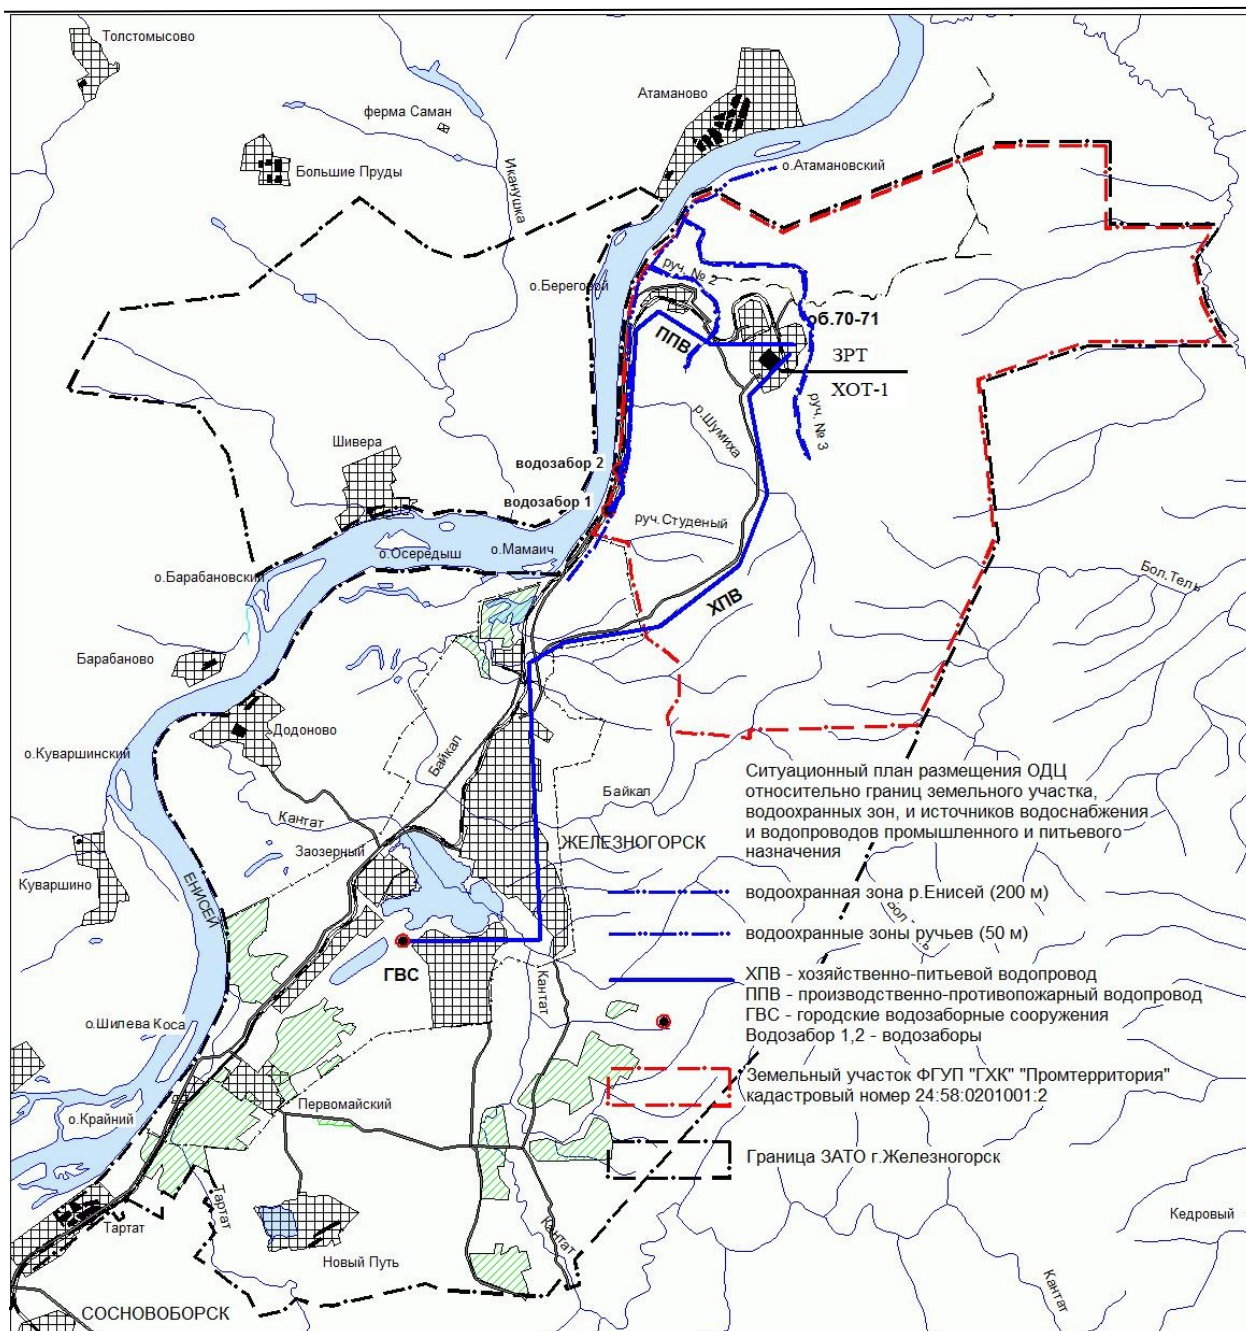 Толстомысово
Атаманово
ферма Саман
Большие Пруды
Иканушка
о.Атамановский
руч. № 2
о.Береговой
об.70-71
ППВ
ЗРТ
ХОТ-1
р.Шумиха
руч. № 3
Шивера
водозабор 2
водозабор 1
руч.Студеный
о.Осередыш
о.Мамаич
о.Барабановский
Бол.Тель
ХПВ
Барабаново
Додоново
о.Куваршинский
Байкал
Ситуационный план размещения ОДЦ
относительно границ земельного участка,
водоохранных зон, и источников водоснабжения
и водопроводов промышленного и питьевого
назначения
Байкал
Кантат
ЖЕЛЕЗНОГОРСК
Заозерный
Куваршино
ЕНИСЕЙ
водоохранная зона р.Енисей (200 м)
водоохранные зоны ручьев (50 м)
ГВС
Кантат
ХПВ - хозяйственно-питьевой водопровод
ППВ - производственно-противопожарный водопровод
ГВС - городские водозаборные сооружения
Водозабор 1,2 - водозаборы
о.Шилева Коса
Земельный участок ФГУП "ГХК" "Промтерритория"
кадастровый номер 24:58:0201001:2
Первомайский
о.Крайний
Граница ЗАТО г.Железногорск
Тартат
Тартат
Кантат
Кедровый
Новый Путь
Кантат
СОСНОВОБОРСК